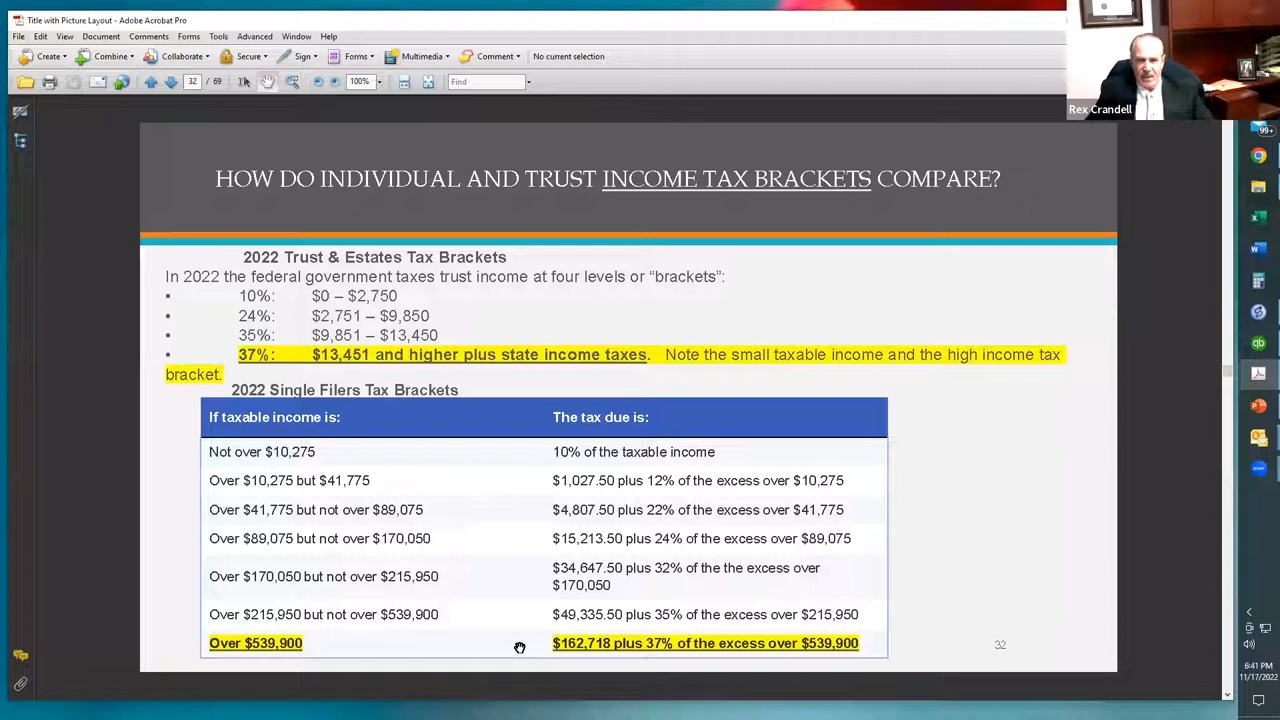 Title with Picture Layout - Adobe Acrobat Pro
File Edit View Document Comments Forms Tools Advanced Window Help
Create Combine Collaborate Secure Sign Forms Multimedia Comment No current selection
32 / 69 100% Find
Rex Crandell
99+
HOW DO INDIVIDUAL AND TRUST INCOME TAX BRACKETS COMPARE?
2022 Trust & Estates Tax Brackets
In 2022 the federal government taxes trust income at four levels or “brackets”:
▪ 10%: $0 – $2,750
▪ 24%: $2,751 – $9,850
▪ 35%: $9,851 – $13,450
▪ 37%: $13,451 and higher plus state income taxes. Note the small taxable income and the high income tax
bracket.
2022 Single Filers Tax Brackets
If taxable income is: The tax due is:
Not over $10,275 10% of the taxable income
Over $10,275 but $41,775 $1,027.50 plus 12% of the excess over $10,275
Over $41,775 but not over $89,075 $4,807.50 plus 22% of the excess over $41,775
Over $89,075 but not over $170,050 $15,213.50 plus 24% of the excess over $89,075
Over $170,050 but not over $215,950 $34,647.50 plus 32% of the the excess over
$170,050
Over $215,950 but not over $539,900 $49,335.50 plus 35% of the excess over $215,950
Over $539,900 $162,718 plus 37% of the excess over $539,900
32
6:41 PM
11/17/2022